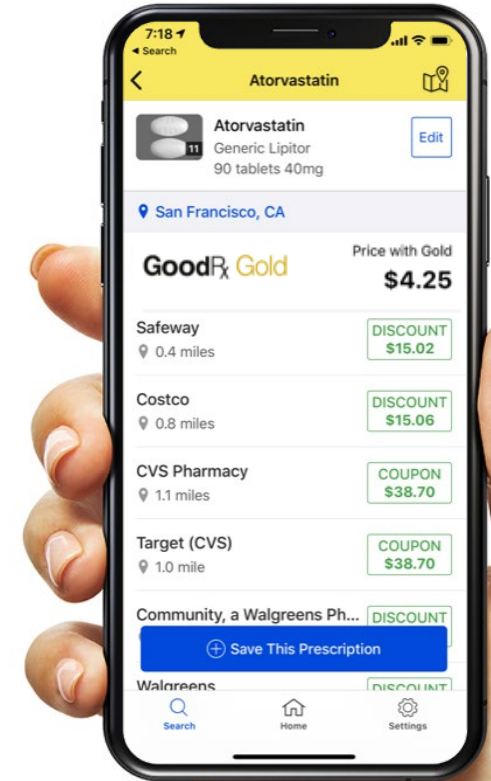 7:18
Search
Atorvastatin
11
Atorvastatin
Generic Lipitor
90 tablets 40mg
Edit
San Francisco, CA
GoodRx Gold
Price with Gold
$4.25
Safeway
0.4 miles
DISCOUNT
$15.02
Costco
0.8 miles
DISCOUNT
$15.06
CVS Pharmacy
1.1 miles
COUPON
$38.70
Target (CVS)
1.0 mile
COUPON
$38.70
Community, a Walgreens Ph...
DISCOUNT
Save This Prescription
Walgreens
DISCOUNT
Search
Home
Settings